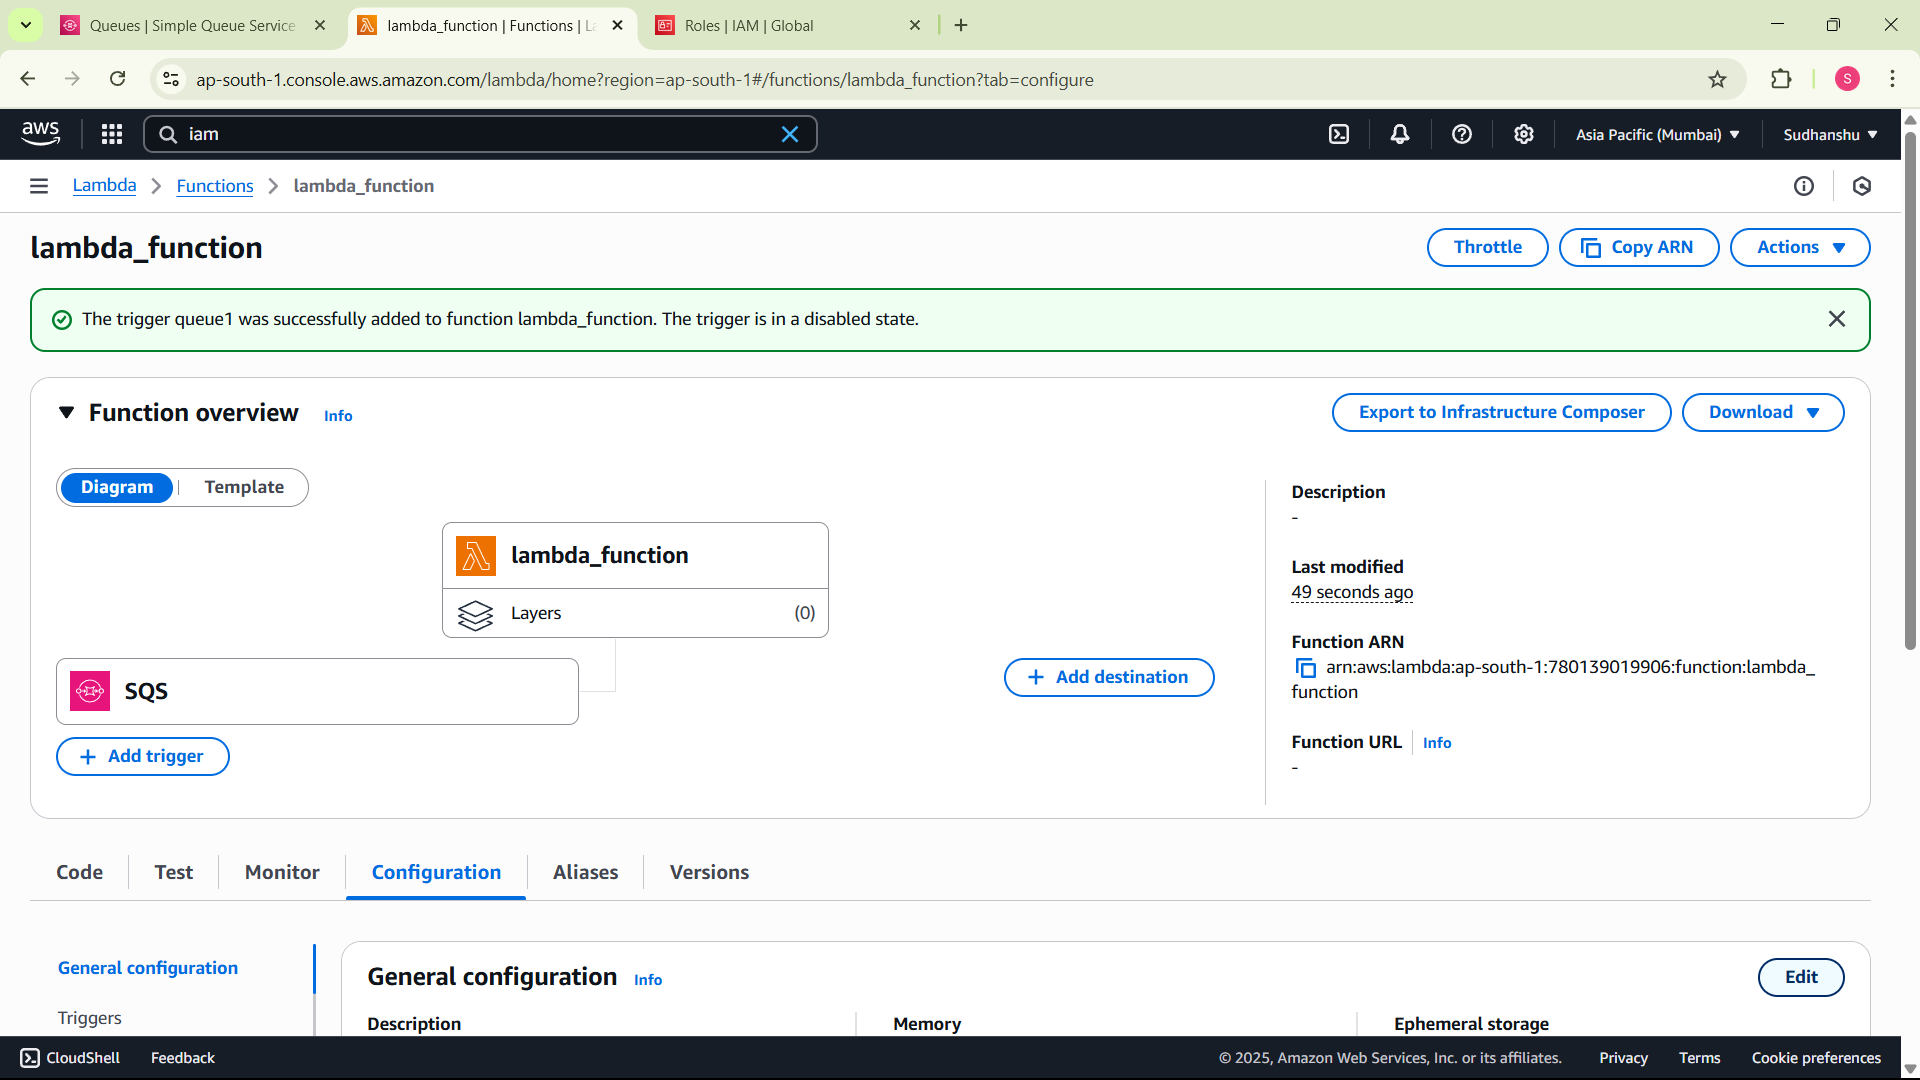 Queues | Simple Queue Service
lambda_function | Functions | La
Roles | IAM | Global
ap-south-1.console.aws.amazon.com/lambda/home?region=ap-south-1#/functions/lambda_function?tab=configure
S
aws
iam
Asia Pacific (Mumbai)
Sudhanshu
Lambda
Functions
lambda_function
lambda_function
Throttle
Copy ARN
Actions
The trigger queue1 was successfully added to function lambda_function. The trigger is in a disabled state.
Function overview
Info
Export to Infrastructure Composer
Download
Diagram
Template
lambda_function
Layers
(0)
SQS
Add trigger
Add destination
Description
-
Last modified
49 seconds ago
Function ARN
arn:aws:lambda:ap-south-1:780139019906:function:lambda_
function
Function URL
Info
-
Code
Test
Monitor
Configuration
Aliases
Versions
General configuration
Triggers
General configuration
Info
Edit
Description
Memory
Ephemeral storage
CloudShell
Feedback
© 2025, Amazon Web Services, Inc. or its affiliates.
Privacy
Terms
Cookie preferences